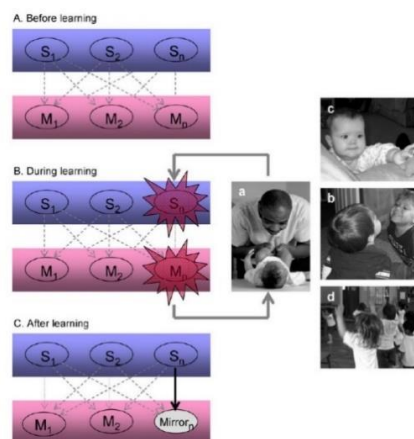 A. Before learning
S1 S2 Sn
M1 M2 Mn
B. During learning
S1 S2 Sn
M1 M2 Mn
C. After learning
S1 S2 Sn
M1 M2 Mirrorn
a
c
b
d